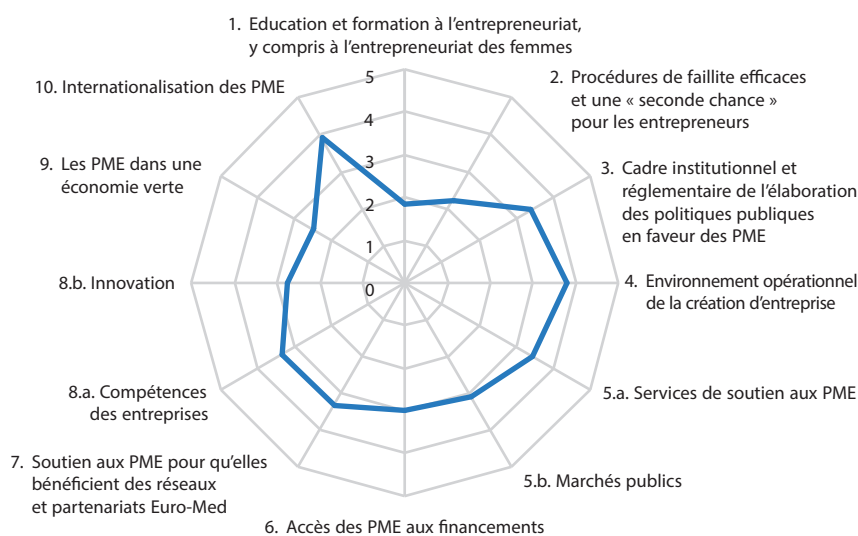 1. Education et formation à l'entrepreneuriat,
y compris à l'entrepreneuriat des femmes
2. Procédures de faillite efficaces
et une « seconde chance »
pour les entrepreneurs
3. Cadre institutionnel et
réglementaire de l'élaboration
des politiques publiques
en faveur des PME
4. Environnement opérationnel
de la création d'entreprise
5.a. Services de soutien aux PME
5.b. Marchés publics
6. Accès des PME aux financements
7. Soutien aux PME pour qu'elles
bénéficient des réseaux
et partenariats Euro-Med
8.a. Compétences
des entreprises
8.b. Innovation
9. Les PME dans une
économie verte
10. Internationalisation des PME
5
4
3
2
1
0